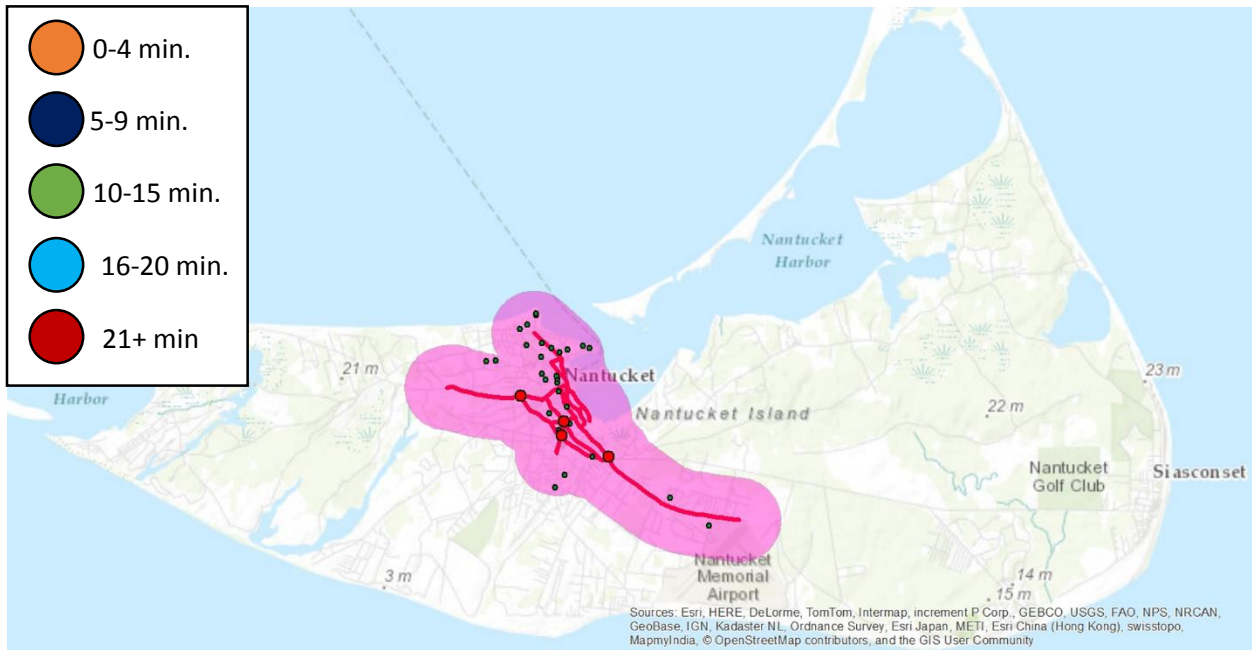 0-4 min.
5-9 min.
10-15 min.
16-20 min.
21+ min
Nantucket
Harbor
21 m
Harbor
Nantucket
Nantucket Island
23 m
22 m
Nantucket
Golf Club
Siasconset
3 m
Nantucket
Memorial
Airport
14 m
15 m
Sources: Esri, HERE, DeLorme, TomTom, Intermap, increment P Corp., GEBCO, USGS, FAO, NPS, NRCAN,
GeoBase, IGN, Kadaster NL, Ordnance Survey, Esri Japan, METI, Esri China (Hong Kong), swisstopo,
MapmyIndia, © OpenStreetMap contributors, and the GIS User Community